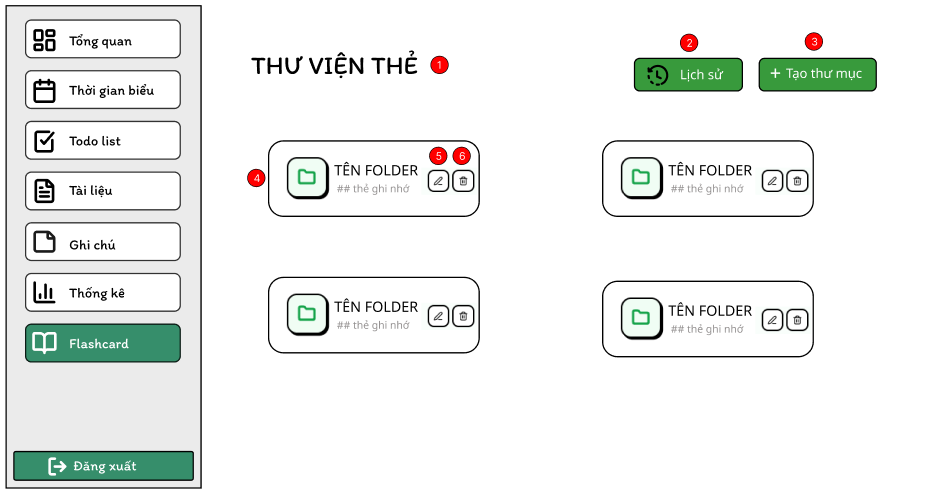 Tổng quan
Thời gian biểu
Todo list
Tài liệu
Ghi chú
Thống kê
Flashcard
Đăng xuất
THƯ VIỆN THẺ 1
2
Lịch sử
3
+ Tạo thư mục
4
5 6
TÊN FOLDER
## thẻ ghi nhớ
TÊN FOLDER
## thẻ ghi nhớ
TÊN FOLDER
## thẻ ghi nhớ
TÊN FOLDER
## thẻ ghi nhớ